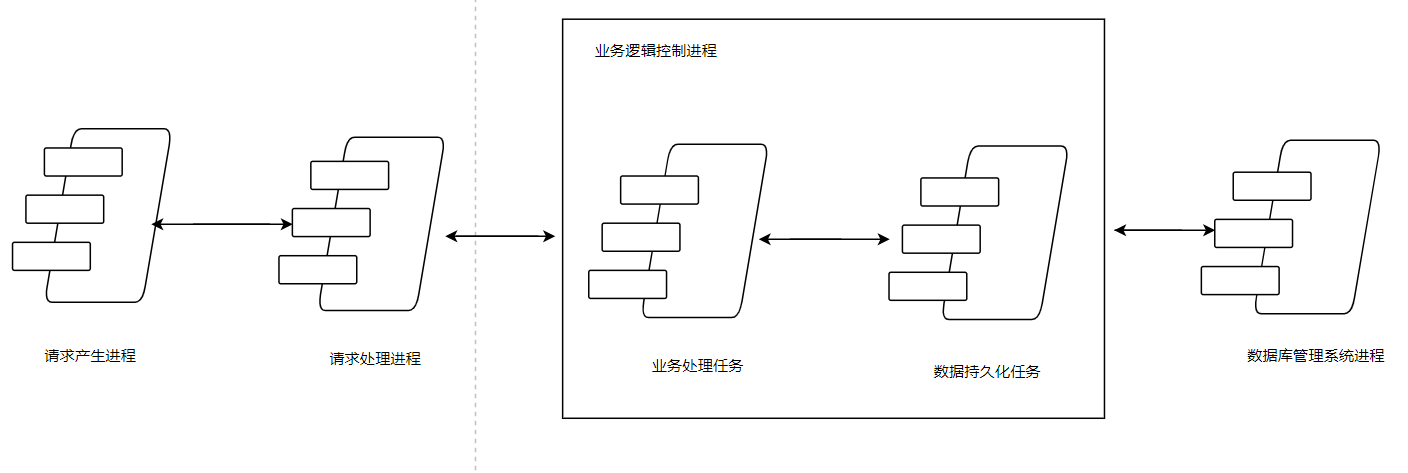 业务逻辑控制进程
请求产生进程
请求处理进程
业务处理任务
数据持久化任务
数据库管理系统进程